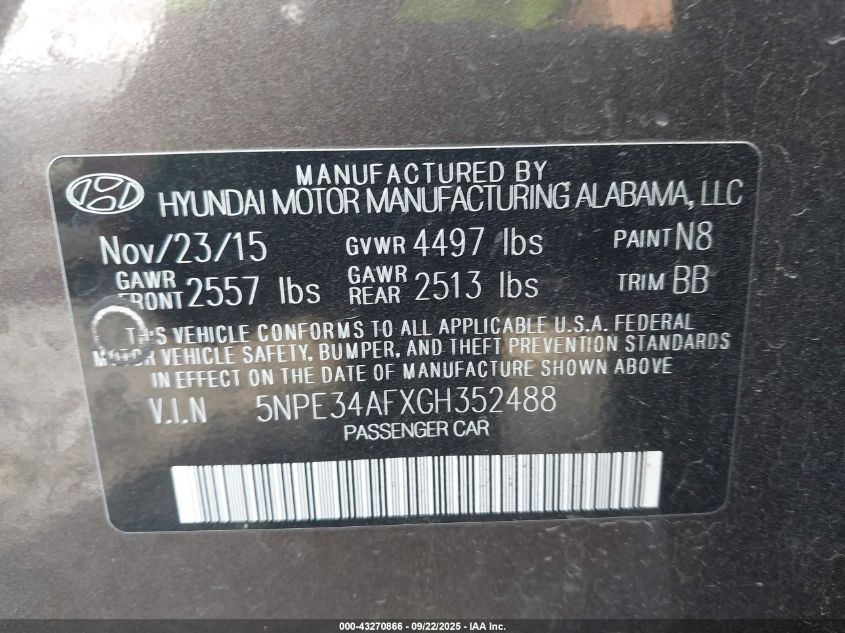 MANUFACTURED BY
HYUNDAI MOTOR MANUFACTURING ALABAMA, LLC
Nov/23/15 GVWR 4497 lbs PAINT N8
GAWR FRONT 2557 lbs GAWR REAR 2513 lbs TRIM BB
THIS VEHICLE CONFORMS TO ALL APPLICABLE U.S.A. FEDERAL
MOTOR VEHICLE SAFETY, BUMPER, AND THEFT PREVENTION STANDARDS
IN EFFECT ON THE DATE OF MANUFACTURE SHOWN ABOVE
V.I.N 5NPE34AFXGH352488
PASSENGER CAR
000-43270866 - 09/22/2025 - IAA Inc.